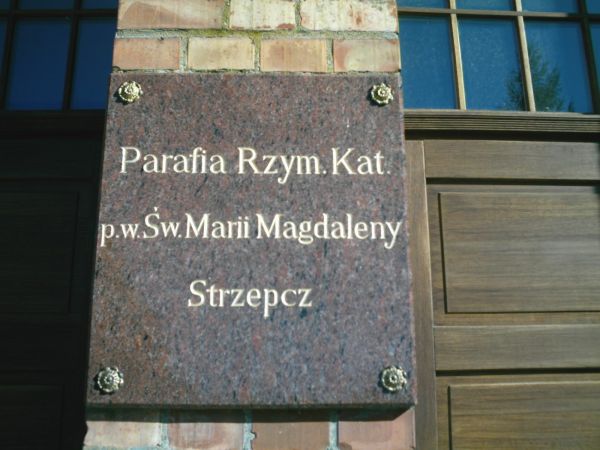 Parafia Rzym. Kat.
p.w. Św. Marii Magdaleny
Strzepcz